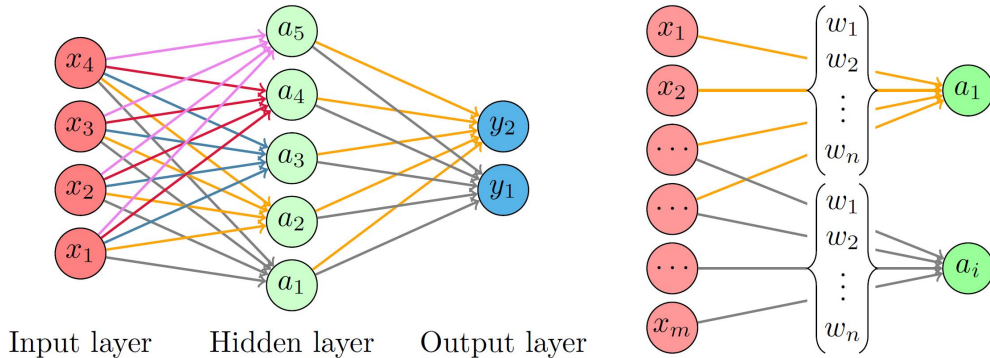 x4
x3
x2
x1
a5
a4
a3
a2
a1
y2
y1
Input layer
Hidden layer
Output layer
x1
x2
...
...
...
xm
w1
w2
⋮
wn
w1
w2
⋮
wn
a1
ai